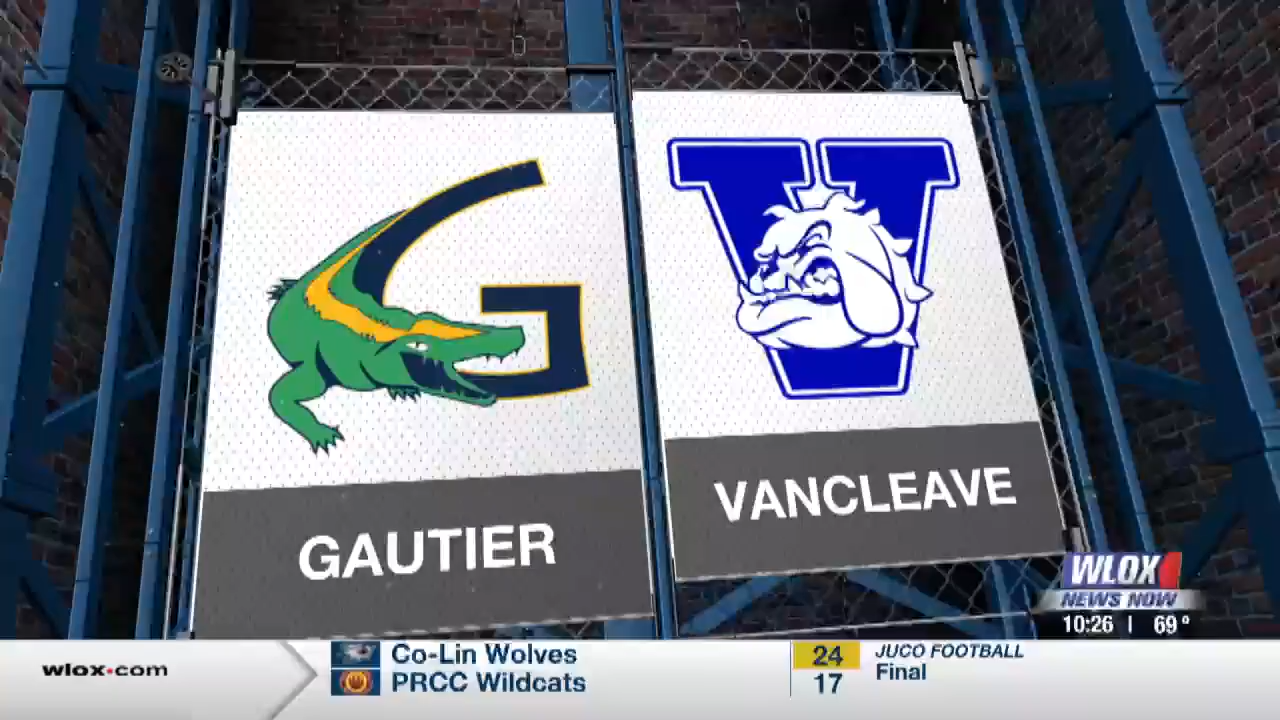 G
V
GAUTIER
VANCLEAVE
WLOX
NEWS NOW
10:26 | 69°
wlox.com
Co-Lin Wolves 24
PRCC Wildcats 17
JUCO FOOTBALL
Final